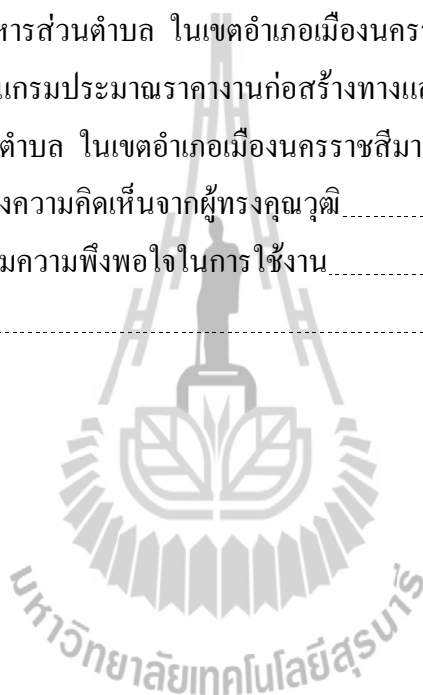 หารส่วนตำบล ในเขตอำเภอเมืองนครร
แกรมประมาณราคางานก่อสร้างทางแล
ตำบล ในเขตอำเภอเมืองนครราชสีมา
งความคิดเห็นจากผู้ทรงคุณวุฒิ
มความพึงพอใจในการใช้งาน
มหาวิทยาลัยเทคโนโลยีสุรนารี